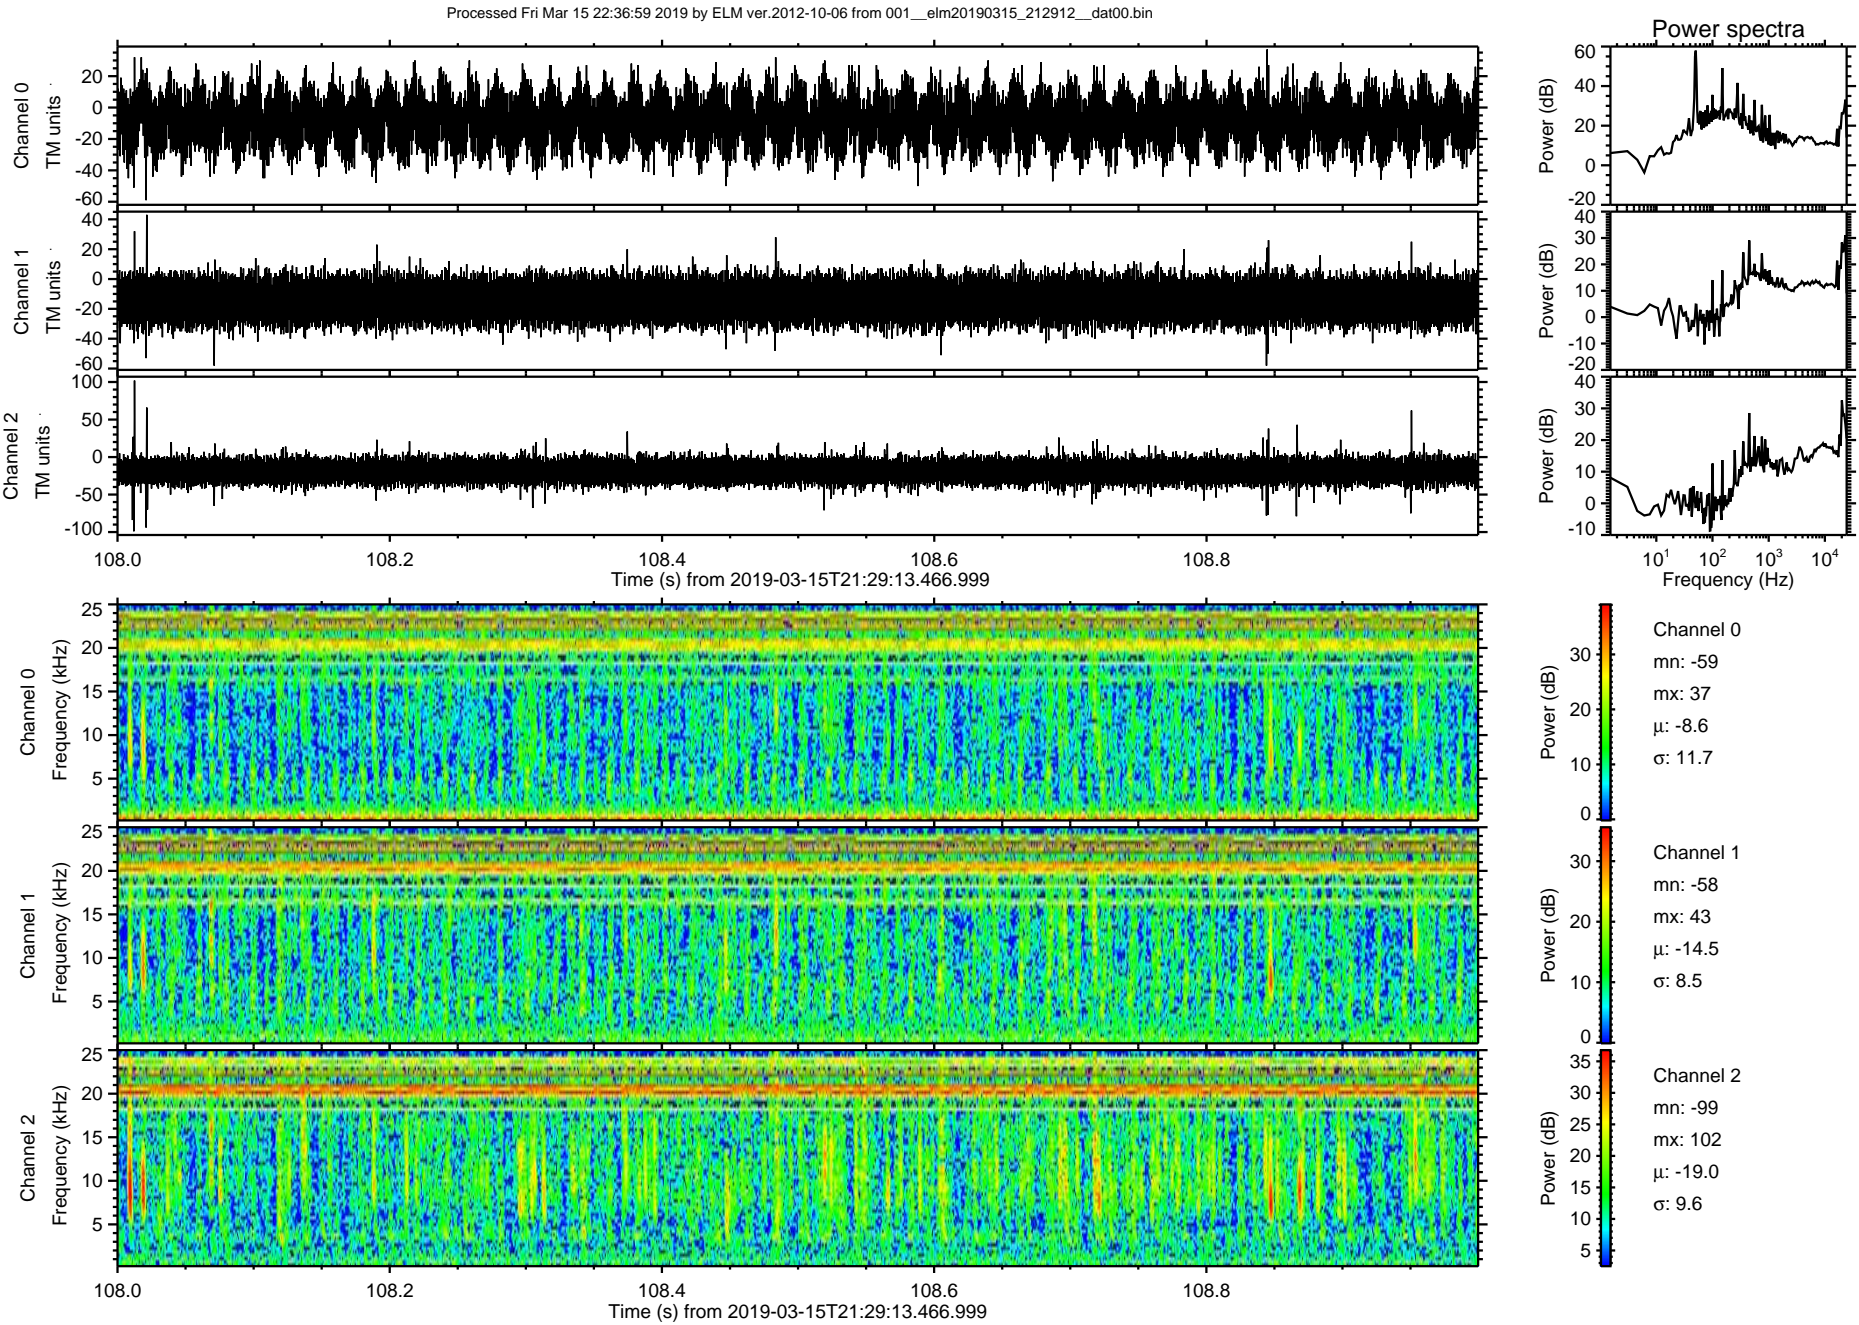 Processed Fri Mar 15 22:36:59 2019 by ELM ver.2012-10-06 from 001__elm20190315_212912__dat00.bin
Power spectra
Channel 0
TM units
20
0
-20
-40
-60
Power (dB)
60
40
20
0
-20
Channel 1
TM units
40
20
0
-20
-40
-60
Power (dB)
40
30
20
10
0
-10
-20
Channel 2
TM units
100
50
0
-50
-100
Power (dB)
40
30
20
10
0
-10
108.0 108.2 108.4 108.6 108.8
Time (s) from 2019-03-15T21:29:13.466.999
10¹ 10² 10³ 10⁴
Frequency (Hz)
Channel 0
Frequency (kHz)
25
20
15
10
5
Power (dB)
30
20
10
0
Channel 0
mn: -59
mx: 37
μ: -8.6
σ: 11.7
Channel 1
Frequency (kHz)
25
20
15
10
5
Power (dB)
30
20
10
0
Channel 1
mn: -58
mx: 43
μ: -14.5
σ: 8.5
Channel 2
Frequency (kHz)
25
20
15
10
5
Power (dB)
35
30
25
20
15
10
5
Channel 2
mn: -99
mx: 102
μ: -19.0
σ: 9.6
108.0 108.2 108.4 108.6 108.8
Time (s) from 2019-03-15T21:29:13.466.999